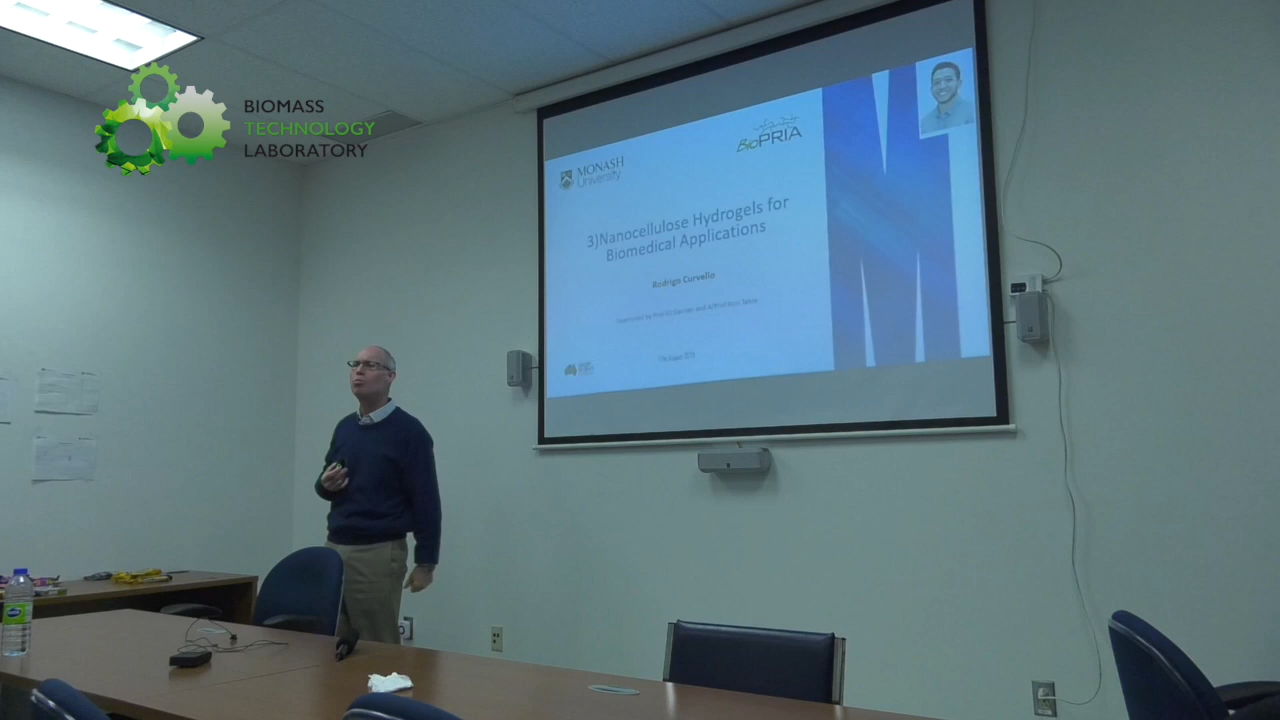 BIOMASS
TECHNOLOGY
LABORATORY
BioPRIA
MONASH
University
3)Nanocellulose Hydrogels for
Biomedical Applications
Rodrigo Curvello